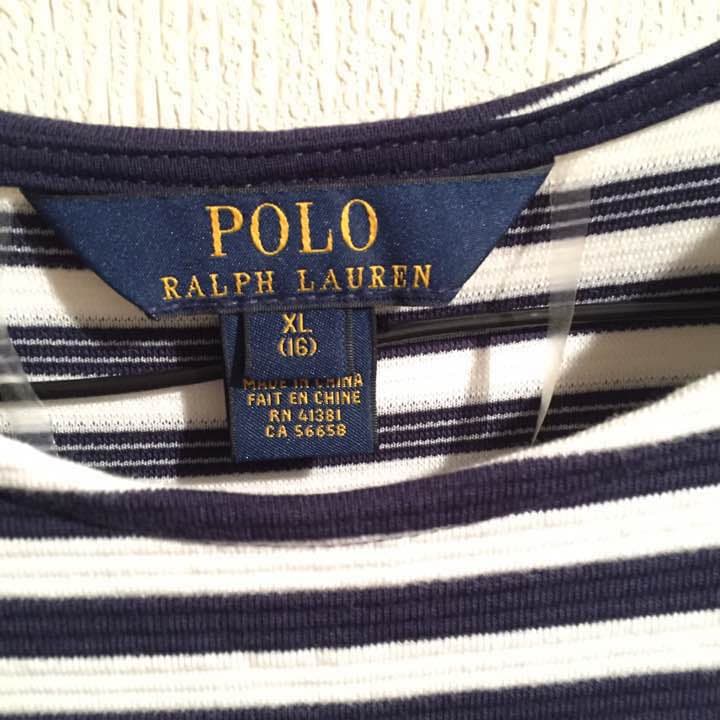 POLO
RALPH LAUREN
XL
(16)
MADE IN CHINA
FAIT EN CHINE
RN 41381
CA 56658